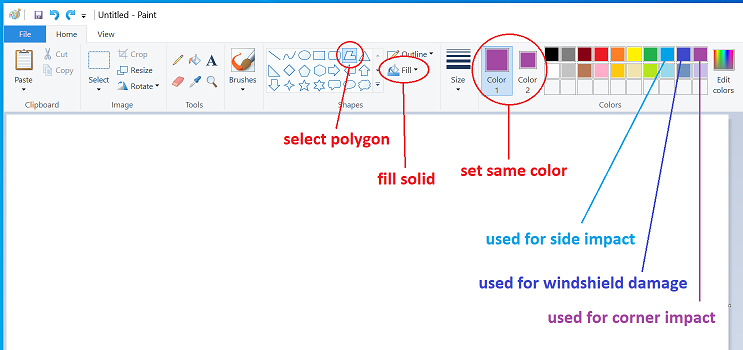 Untitled - Paint
File Home View
Paste
Cut
Copy
Clipboard
Select
Crop
Resize
Rotate
Image
A
Tools
Brushes
Outline
Fill
Shapes
Size
Color
1
Color
2
Edit
colors
Colors
select polygon
fill solid
set same color
used for side impact
used for windshield damage
used for corner impact